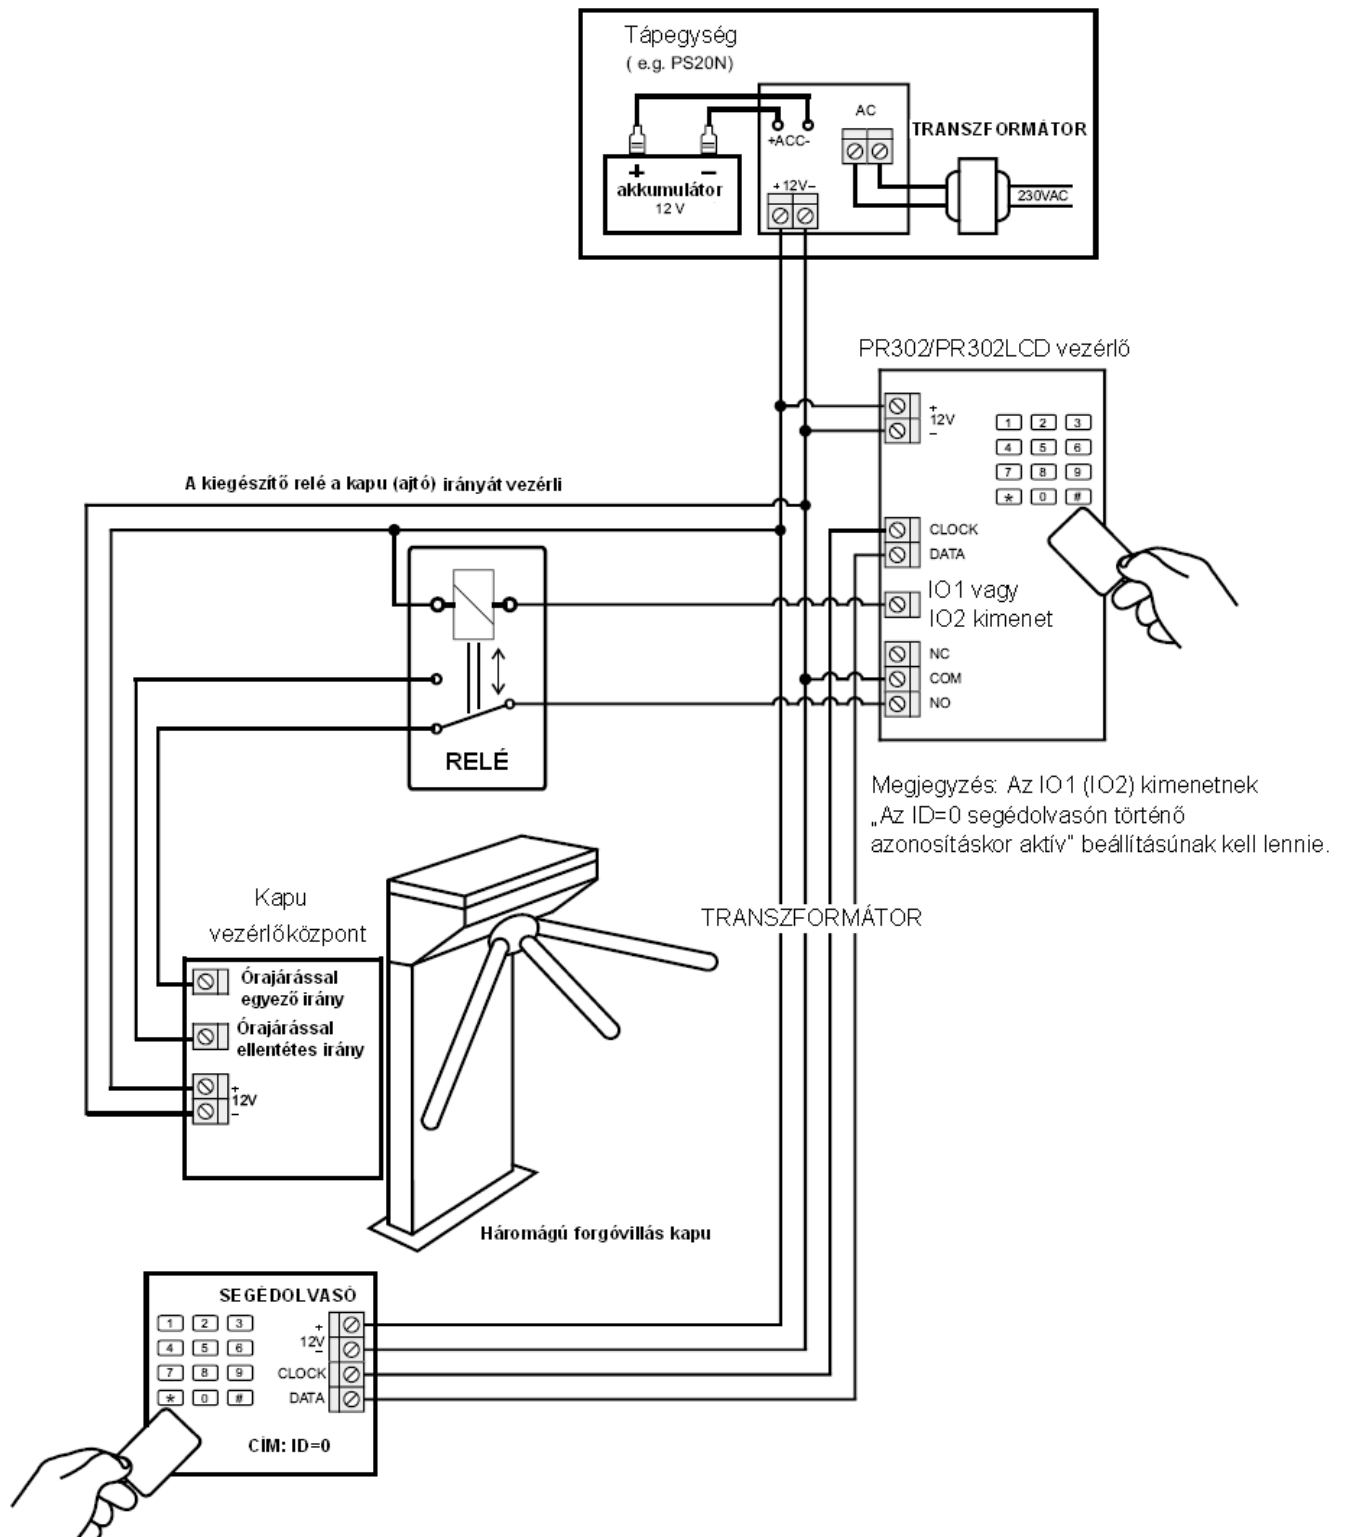 Tápegység
( e.g. PS20N)
AC
TRANSZFORMÁTOR
+ACC-
+ –
akkumulátor
12 V
+12V–
230VAC
PR302/PR302LCD vezérlő
+
12V
–
1 2 3
4 5 6
7 8 9
* 0 #
A kiegészítő relé a kapu (ajtó) irányát vezérli
CLOCK
DATA
IO1 vagy
IO2 kimenet
NC
COM
NO
RELÉ
Megjegyzés: Az IO1 (IO2) kimenetnek
„Az ID=0 segédolvasón történő
azonosításkor aktív" beállításúnak kell lennie.
Kapu
vezérlőközpont
TRANSZFORMÁTOR
Órajárással
egyező irány
Órajárással
ellentétes irány
+
12V
–
Háromágú forgóvillás kapu
SEGÉDOLVASÓ
1 2 3
4 5 6
7 8 9
* 0 #
+
12V
–
CLOCK
DATA
CÍM: ID=0